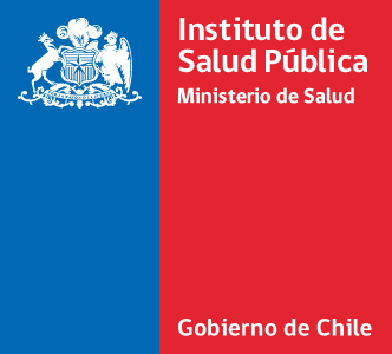 Instituto de
Salud Pública
Ministerio de Salud
Gobierno de Chile